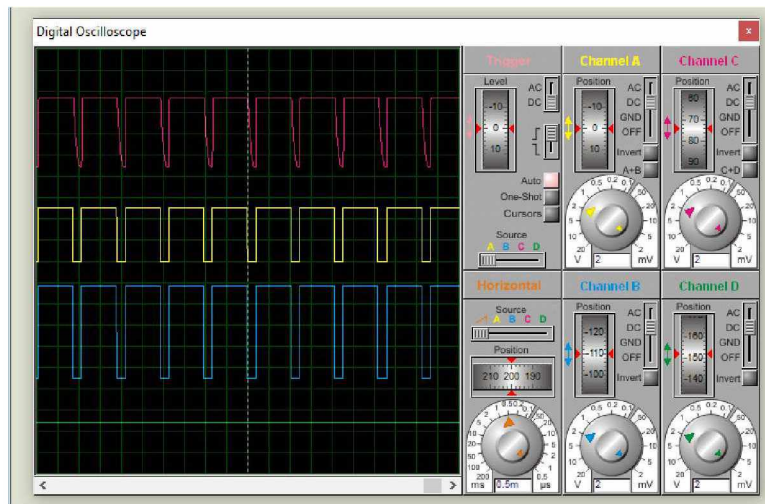 Digital Oscilloscope
x
Trigger
Level
AC
DC
-10
0
10
Auto
One-Shot
Cursors
Source
A B C D
Channel A
Position
AC
DC
GND
OFF
Invert
A+B
-10
0
10
V 2 mV
Channel C
Position
AC
DC
GND
OFF
Invert
C+D
60
70
80
90
V 2 mV
Horizontal
Source
A B C D
Position
210 200 190
ms 0.5m µs
Channel B
Position
AC
DC
GND
OFF
Invert
-120
-110
-100
V 2 mV
Channel D
Position
AC
DC
GND
OFF
Invert
-160
-150
-140
V 2 mV